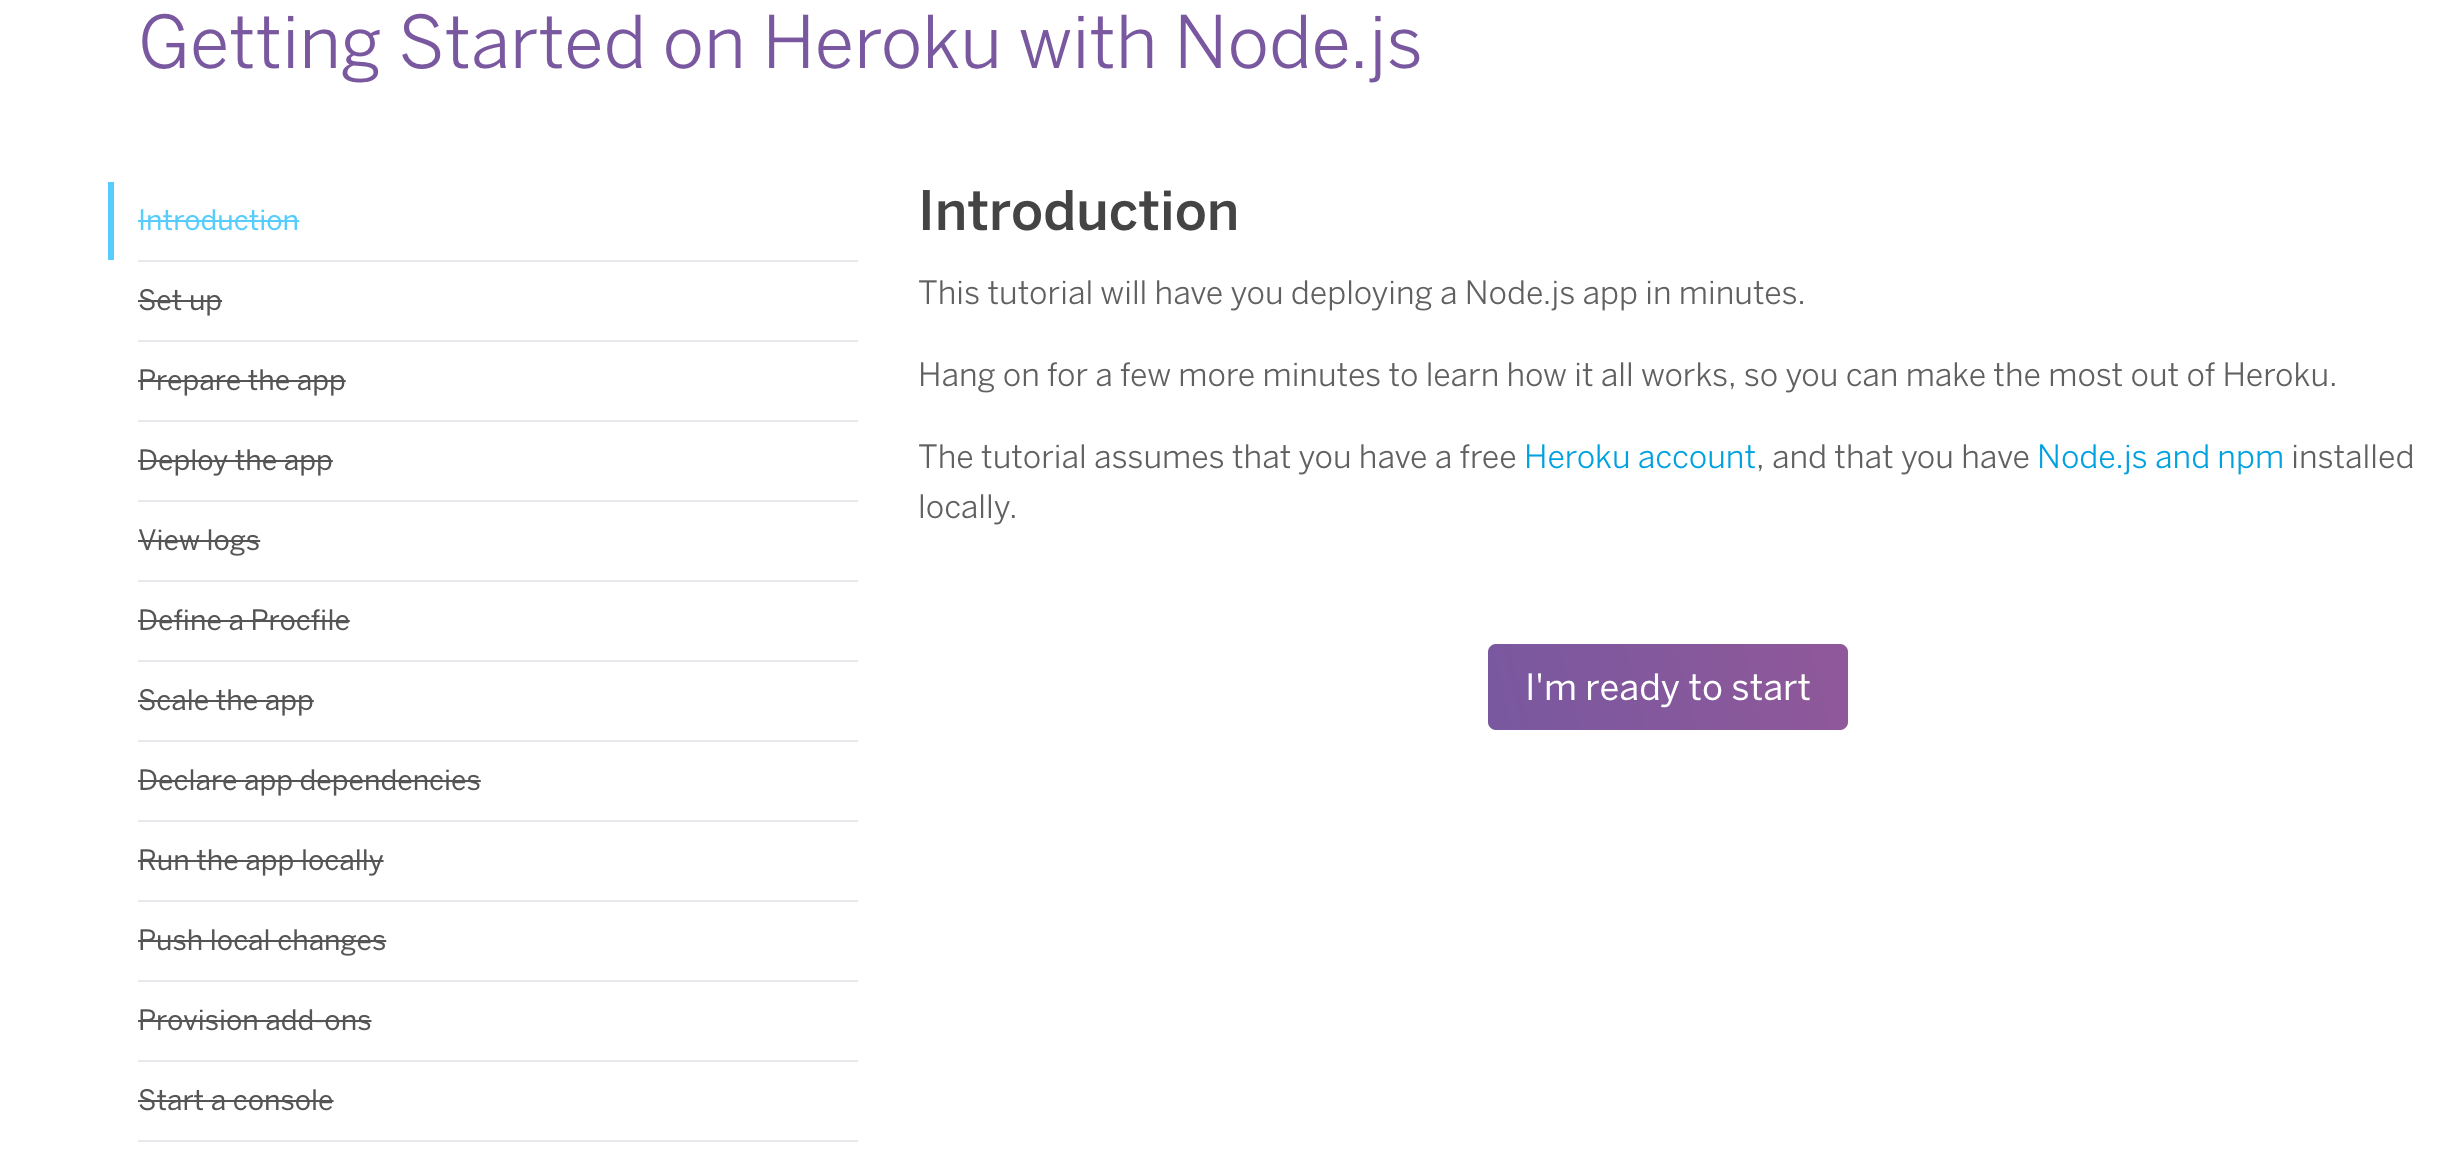 Getting Started on Heroku with Node.js
Introduction
Set up
Prepare the app
Deploy the app
View logs
Define a Procfile
Scale the app
Declare app dependencies
Run the app locally
Push local changes
Provision add-ons
Start a console
Introduction
This tutorial will have you deploying a Node.js app in minutes.
Hang on for a few more minutes to learn how it all works, so you can make the most out of Heroku.
The tutorial assumes that you have a free Heroku account, and that you have Node.js and npm installed
locally.
I'm ready to start